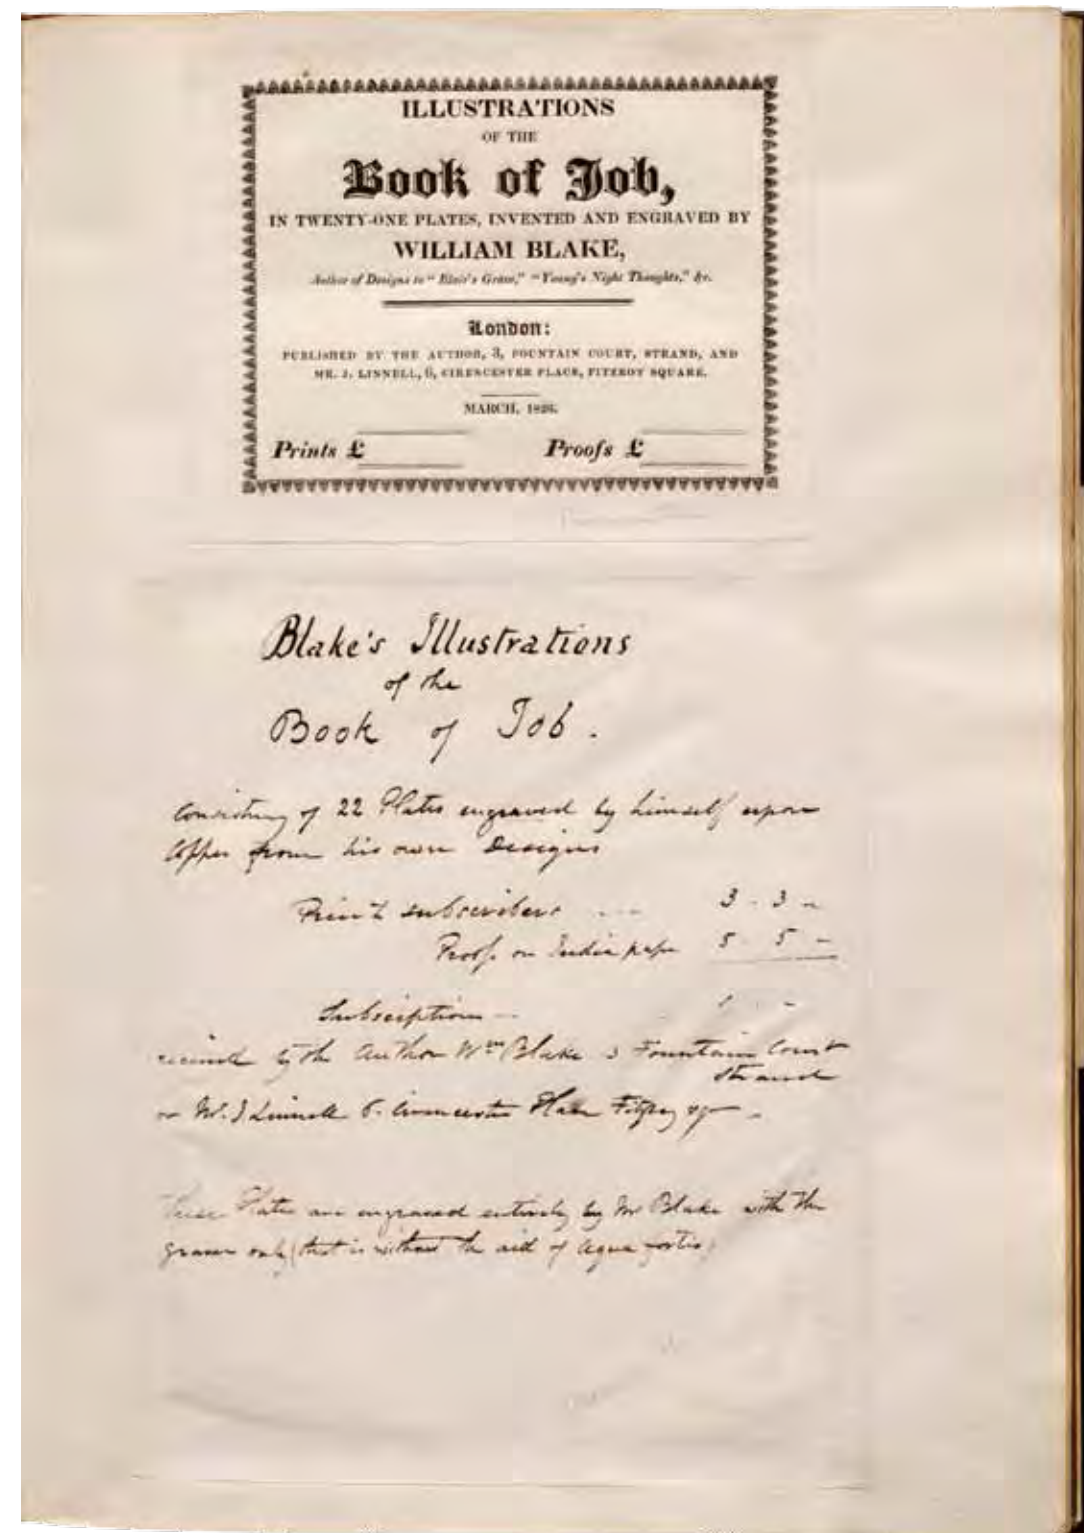 ILLUSTRATIONS
OF THE
Book of Job,
IN TWENTY-ONE PLATES, INVENTED AND ENGRAVED BY
WILLIAM BLAKE,
Author of Designs to "Blair's Grave," "Young's Night Thoughts," &c.
London:
PUBLISHED BY THE AUTHOR, 3, FOUNTAIN COURT, STRAND, AND
MR. J. LINNELL, 6, CIRENCESTER PLACE, FITZROY SQUARE.
MARCH, 1826.
Prints £ Proofs £
Blake's Illustrations
of the
Book of Job.
Consisting of 22 Plates engraved by himself upon
Copper from his own Designs
Print subscribers ... 3 - 3 -
Proofs on India paper 5 - 5 -
Subscriptions --
received by the Author Wm Blake 3 Fountain Court
Strand
or Mr. J Linnell 6. Cirencester Place Fitzroy sqr.
These Plates are engraved entirely by Mr Blake with the
graver only (that is without the aid of Aqua fortis)